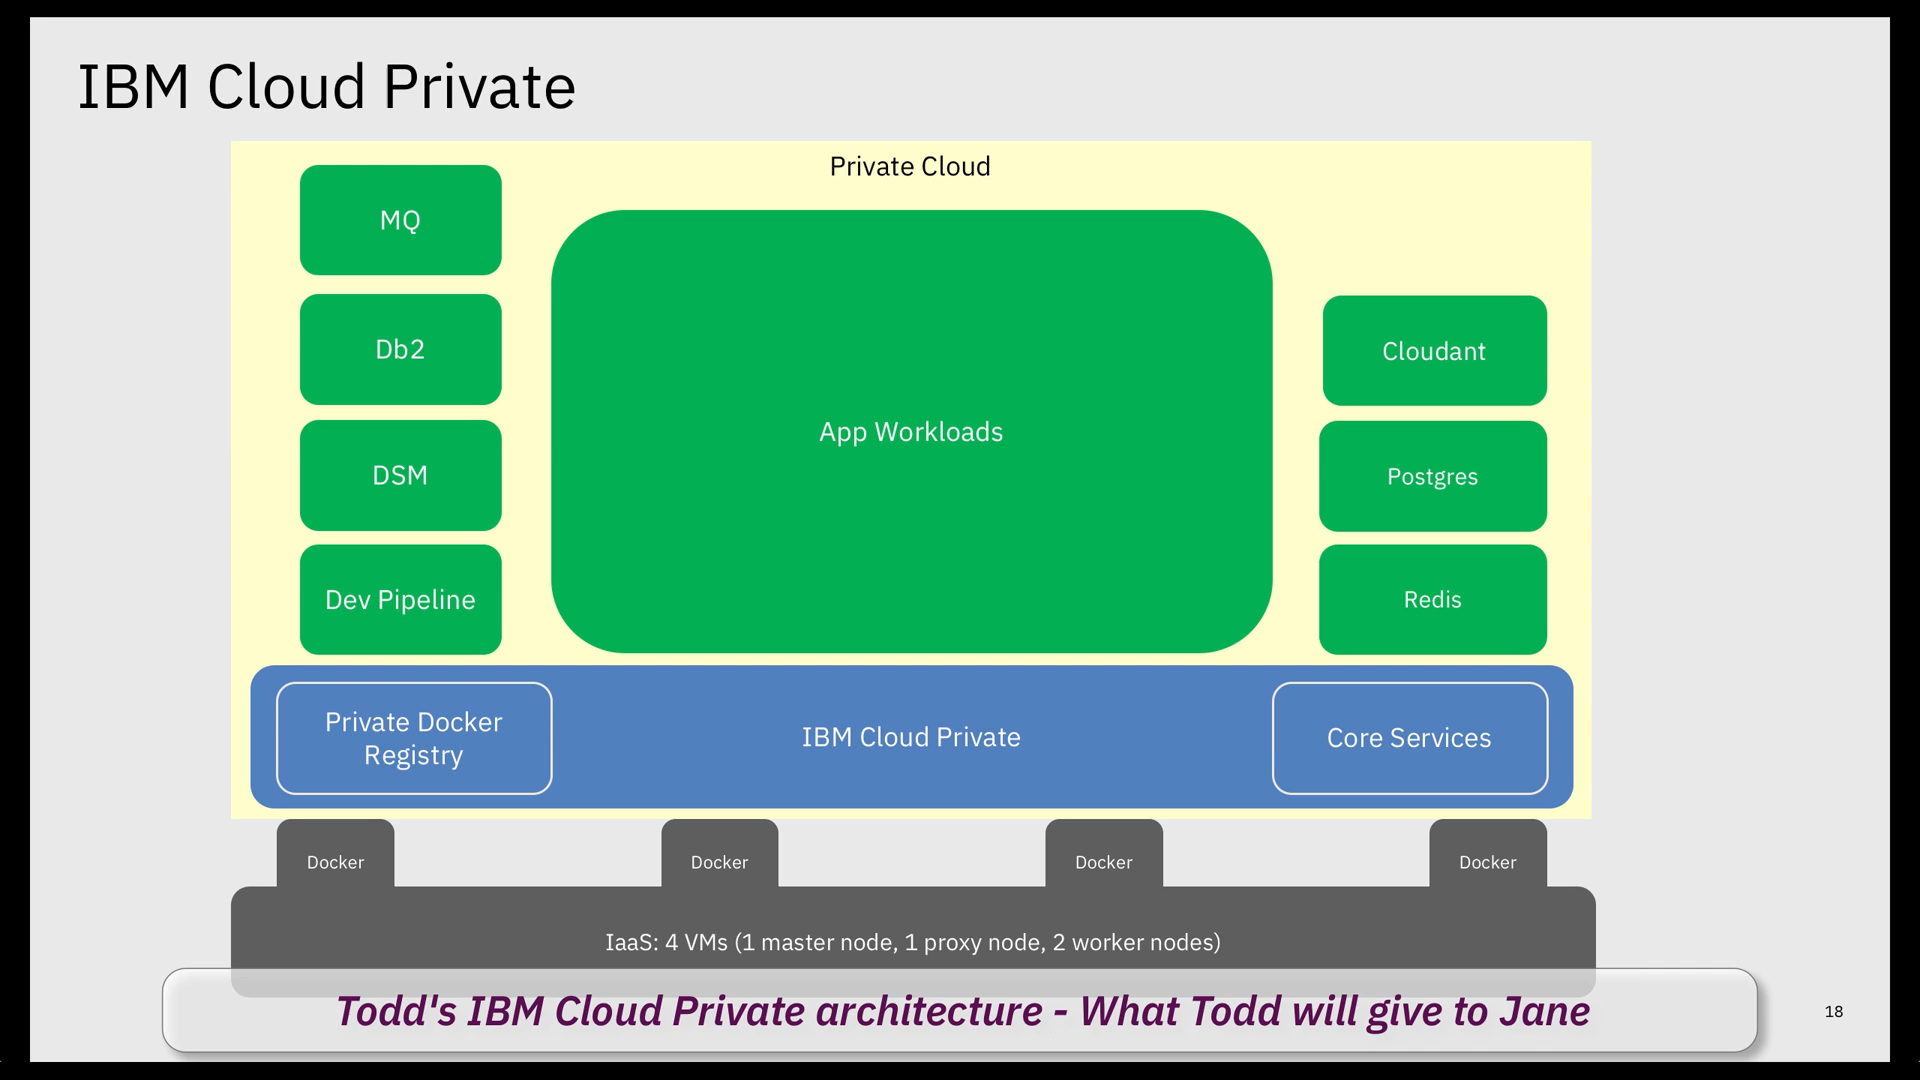 IBM Cloud Private
Private Cloud
MQ
Db2
DSM
Dev Pipeline
App Workloads
Cloudant
Postgres
Redis
Private Docker
Registry
IBM Cloud Private
Core Services
Docker
Docker
Docker
Docker
IaaS: 4 VMs (1 master node, 1 proxy node, 2 worker nodes)
Todd's IBM Cloud Private architecture - What Todd will give to Jane
18